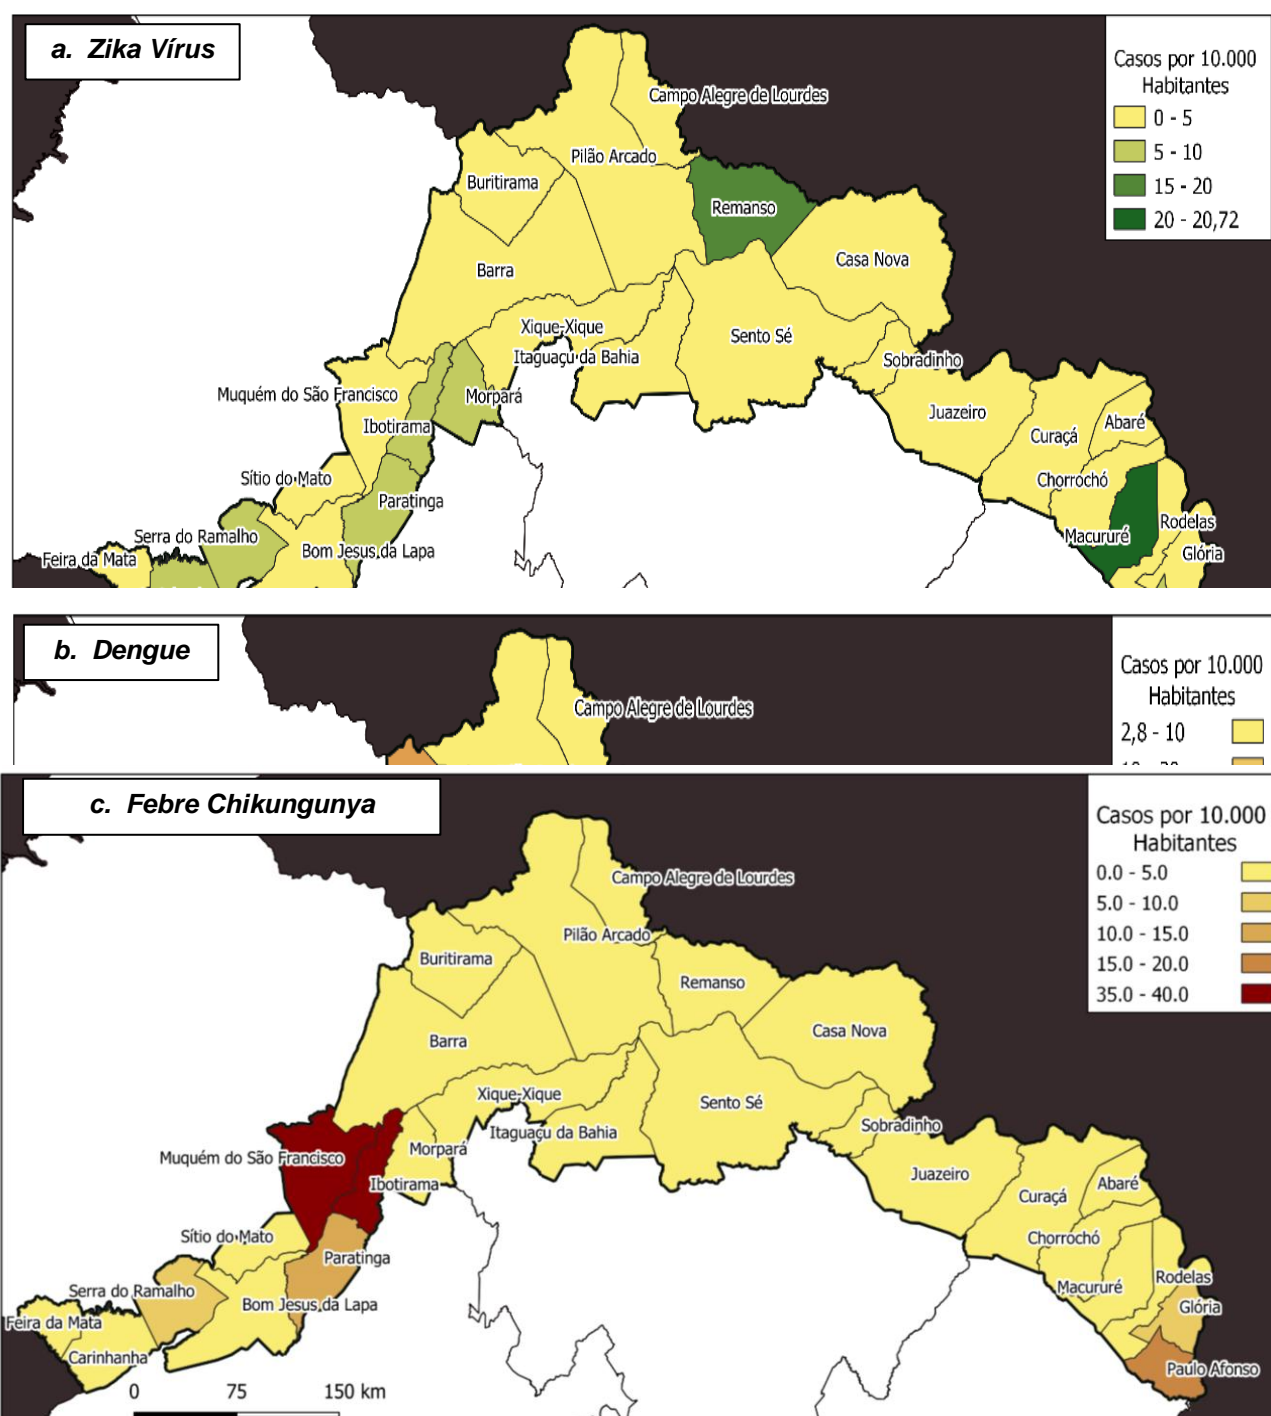 a. Zika Vírus
Casos por 10.000
Habitantes
0 - 5
5 - 10
15 - 20
20 - 20,72
Campo Alegre de Lourdes
Pilão Arcado
Buritirama
Remanso
Casa Nova
Barra
Xique-Xique
Sento Sé
Itaguaçu da Bahia
Sobradinho
Muquém do São Francisco
Morpará
Juazeiro
Ibotirama
Abaré
Curaçá
Sítio do Mato
Chorrochó
Paratinga
Rodelas
Serra do Ramalho
Macururé
Bom Jesus da Lapa
Glória
Feira da Mata
b. Dengue
Casos por 10.000
Habitantes
2,8 - 10
Campo Alegre de Lourdes
c. Febre Chikungunya
Casos por 10.000
Habitantes
0.0 - 5.0
5.0 - 10.0
10.0 - 15.0
15.0 - 20.0
35.0 - 40.0
Campo Alegre de Lourdes
Pilão Arcado
Buritirama
Remanso
Casa Nova
Barra
Xique-Xique
Sento Sé
Itaguaçu da Bahia
Sobradinho
Morpará
Muquém do São Francisco
Juazeiro
Ibotirama
Abaré
Curaçá
Sítio do Mato
Chorrochó
Paratinga
Rodelas
Macururé
Serra do Ramalho
Bom Jesus da Lapa
Glória
Feira da Mata
Carinhanha
Paulo Afonso
0 75 150 km